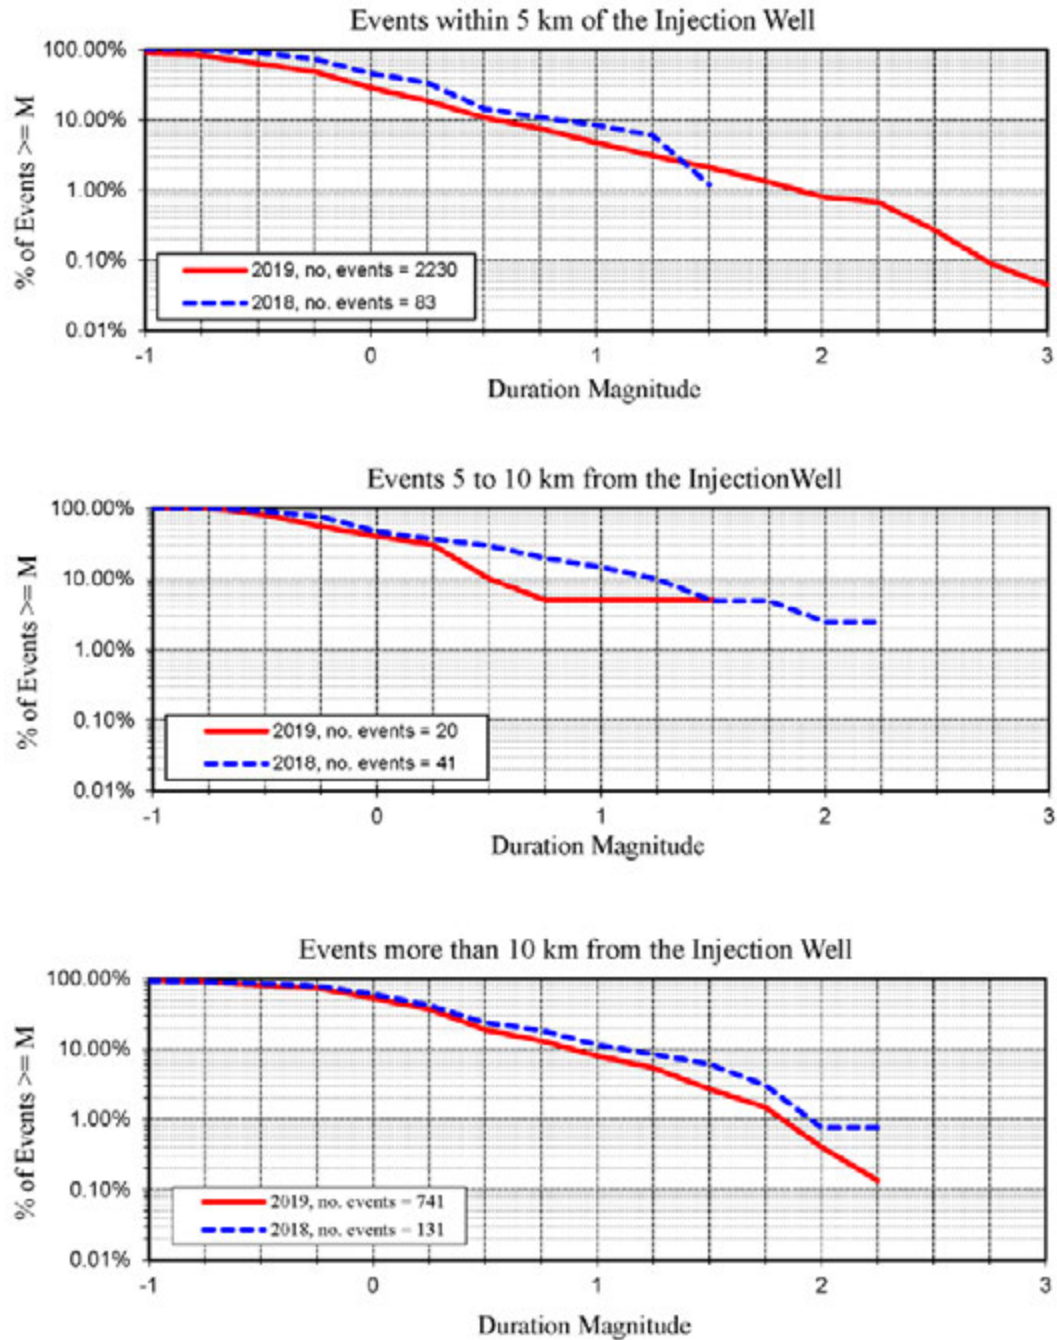 Events within 5 km of the Injection Well
100.00%
10.00%
1.00%
0.10%
0.01%
% of Events >= M
2019, no. events = 2230
2018, no. events = 83
-1 0 1 2 3
Duration Magnitude
Events 5 to 10 km from the InjectionWell
100.00%
10.00%
1.00%
0.10%
0.01%
% of Events >= M
2019, no. events = 20
2018, no. events = 41
-1 0 1 2 3
Duration Magnitude
Events more than 10 km from the Injection Well
100.00%
10.00%
1.00%
0.10%
0.01%
% of Events >= M
2019, no. events = 741
2018, no. events = 131
-1 0 1 2 3
Duration Magnitude